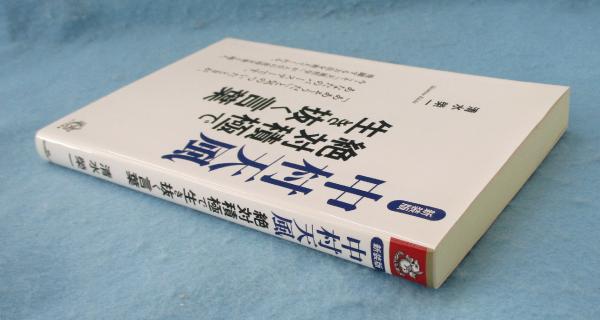 新装版
中村天風
絶対積極で
生き抜く言葉
清水榮一
新装版
中村天風
絶対積極で生き抜く言葉
清水榮一